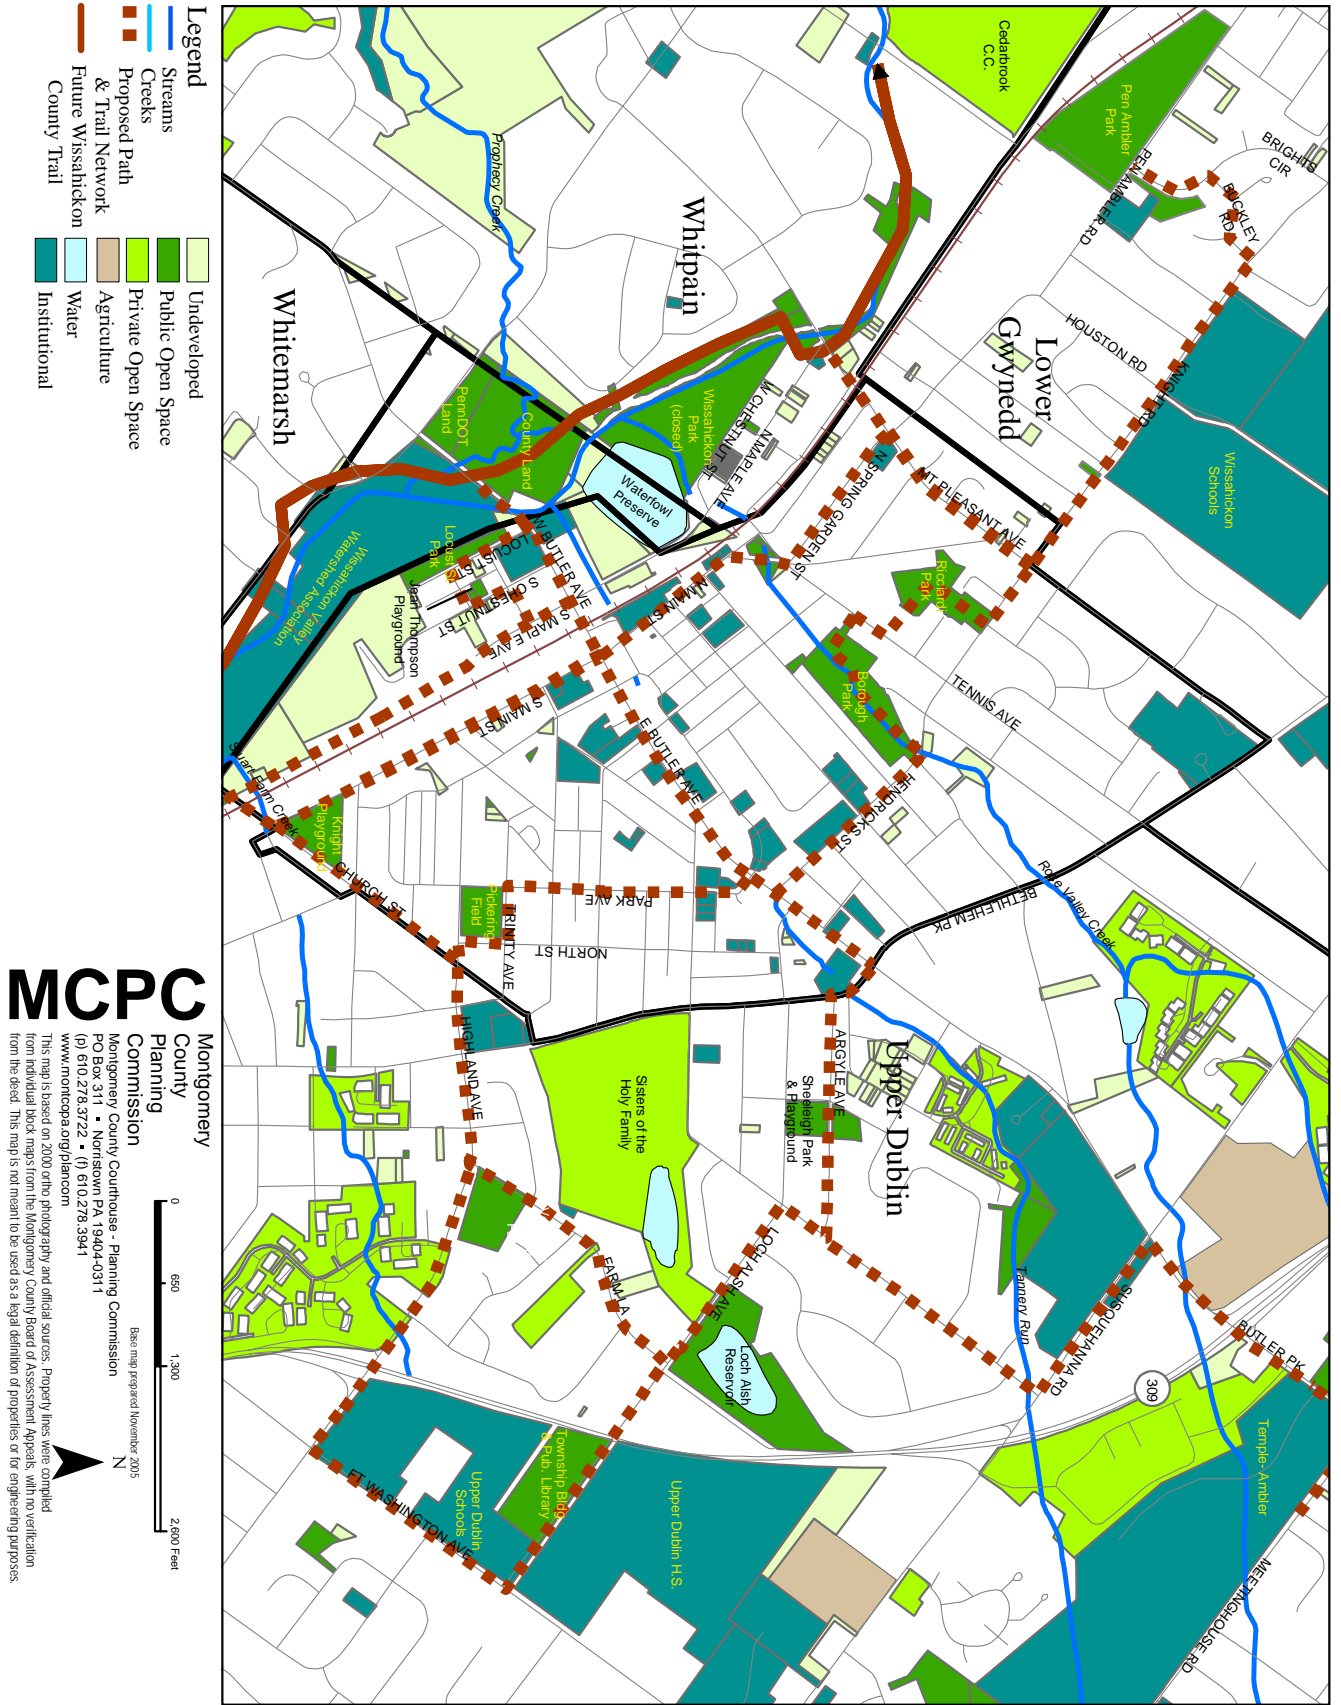 Legend
Streams
Creeks
Proposed Path
& Trail Network
Future Wissahickon
County Trail
Undeveloped
Public Open Space
Private Open Space
Agriculture
Water
Institutional
Cedarbrook
C.C.
Pen Ambler
Park
BRIGHTS
CIR
BUCKLEY
RD
PEN AMBLER RD
Prophecy Creek
Whitpain
Whitemarsh
Lower
Gwynedd
HOUSTON RD
KNIGHT RD
Wissahickon
Schools
PennDOT
Land
County Land
Wissahickon
Park
(closed)
W CHESTNUT ST
N MAPLE AVE
N SPRING GARDEN ST
MT PLEASANT AVE
Waterfowl
Preserve
Ricciardi
Park
Locust St
Park
LOCUST ST
W BUTLER AVE
S CHESTNUT ST
S MAPLE AVE
Jean Thompson
Playground
N MAIN ST
Wissahickon Valley
Watershed Association
Borough
Park
TENNIS AVE
S MAIN ST
E BUTLER AVE
HENDRICKS ST
Stuart Farm Creek
Knight
Playground
CHURCH ST
Pickering
Field
TRINITY AVE
PARK AVE
NORTH ST
BETHLEHEM PK
Rose Valley Creek
HIGHLAND AVE
Sisters of the
Holy Family
ARGYLE AVE
Sheeleigh Park
& Playground
Upper Dublin
LOCH ALSH AVE
FARM LA
Loch Alsh
Reservoir
Tannery Run
SUSQUEHANNA RD
BUTLER PK
309
Temple- Ambler
Township Bldg
& Pub. Library
Upper Dublin
Schools
FT WASHINGTON AVE
Upper Dublin H.S.
MEETINGHOUSE RD
MCPC
Montgomery
County
Planning
Commission
Montgomery County Courthouse - Planning Commission
PO Box 311 ▪ Norristown PA 19404-0311
(p) 610.278.3722 ▪ (f) 610.278.3941
www.montcopa.org/plancom
0 650 1,300 2,600 Feet
Base map prepared November 2005
N
This map is based on 2000 ortho photography and official sources. Property lines were compiled
from individual block maps from the Montgomery County Board of Assessment Appeals, with no verification
from the deed. This map is not meant to be used as a legal definition of properties or for engineering purposes.